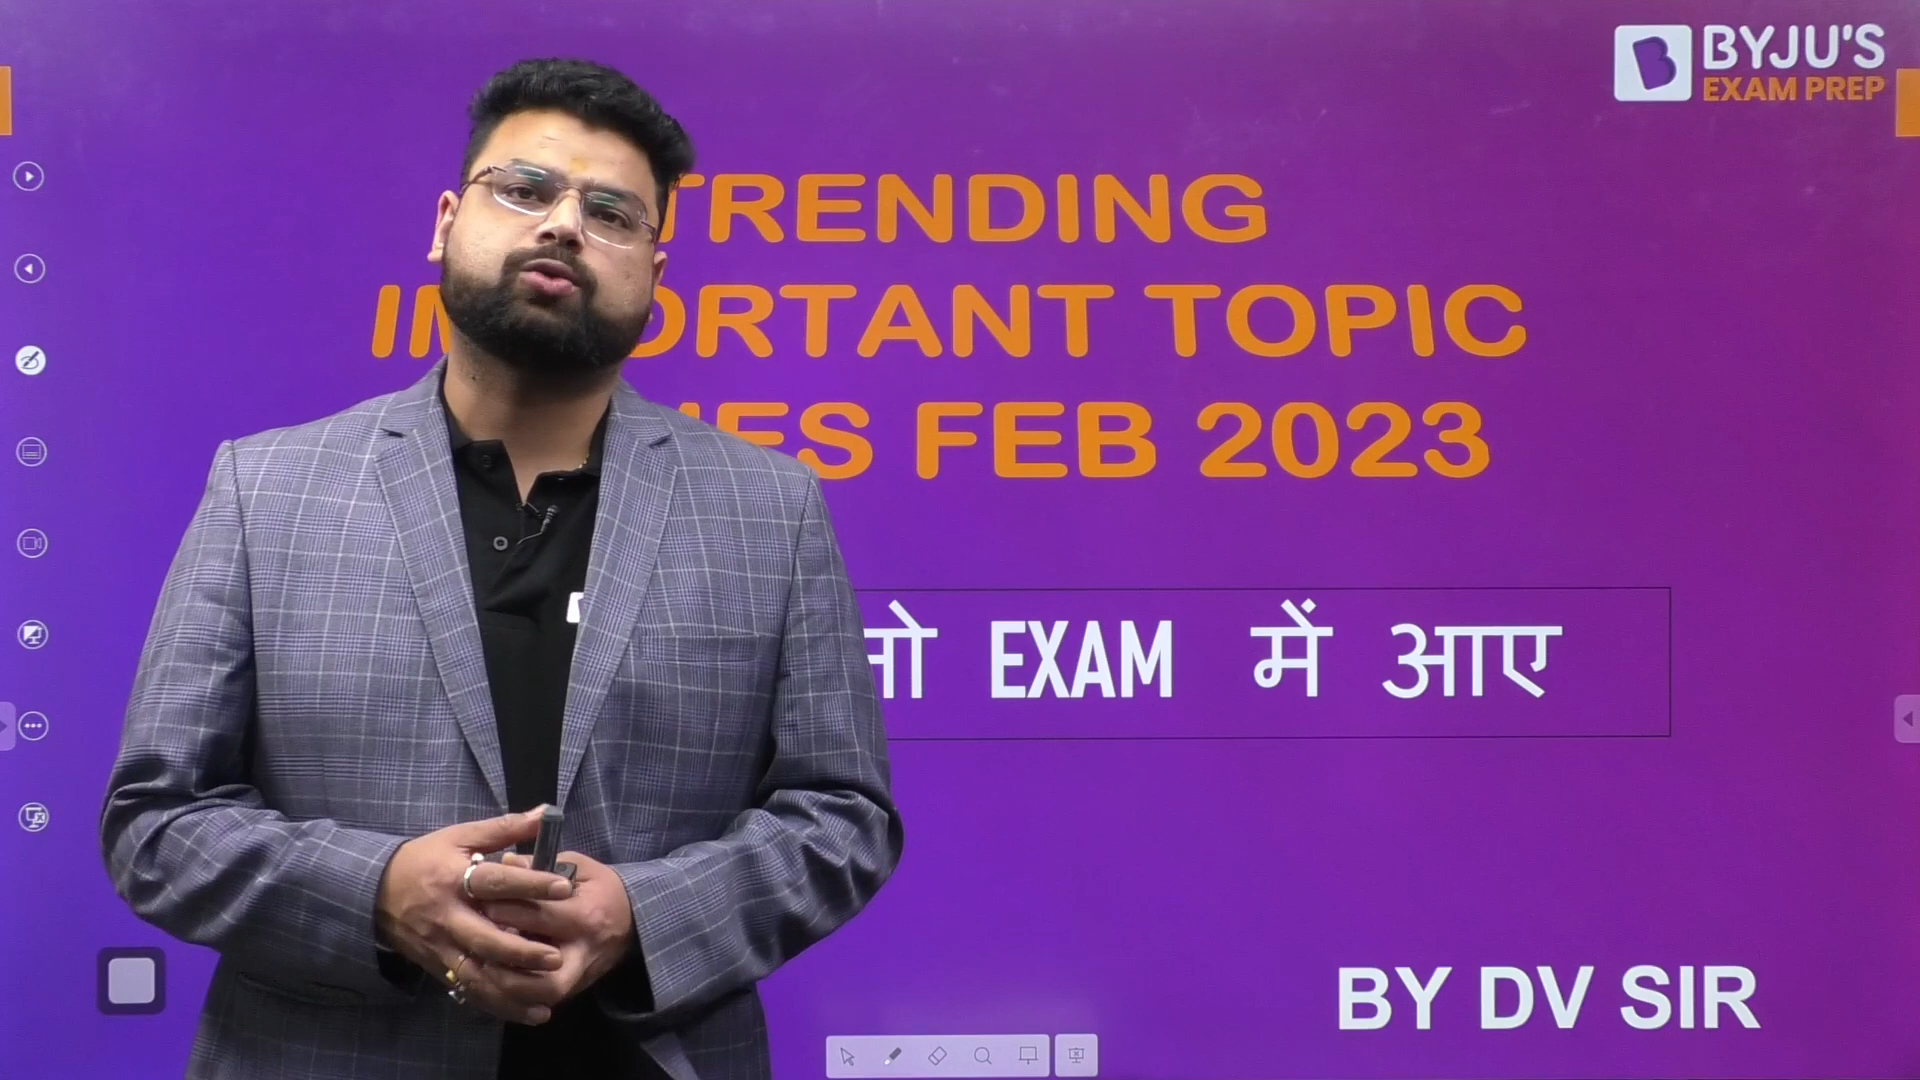 BYJU'S
EXAM PREP
TRENDING
TOPIC
FEB 2023
EXAM में आए
BY DV SIR